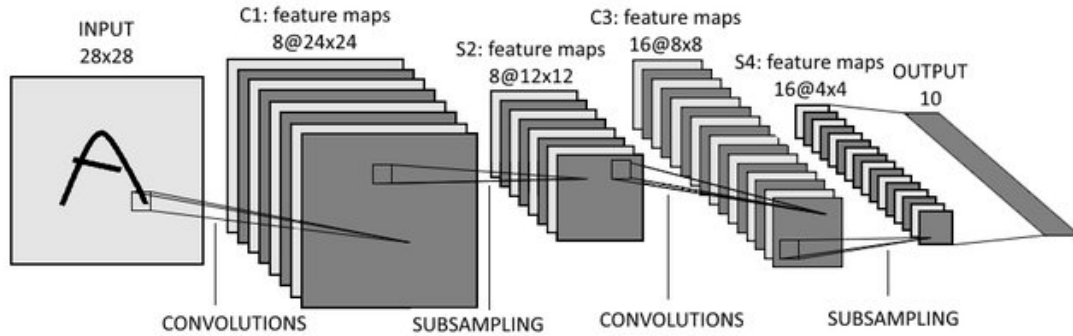 INPUT
28x28
C1: feature maps
8@24x24
S2: feature maps
8@12x12
C3: feature maps
16@8x8
S4: feature maps
16@4x4
OUTPUT
10
CONVOLUTIONS
SUBSAMPLING
CONVOLUTIONS
SUBSAMPLING